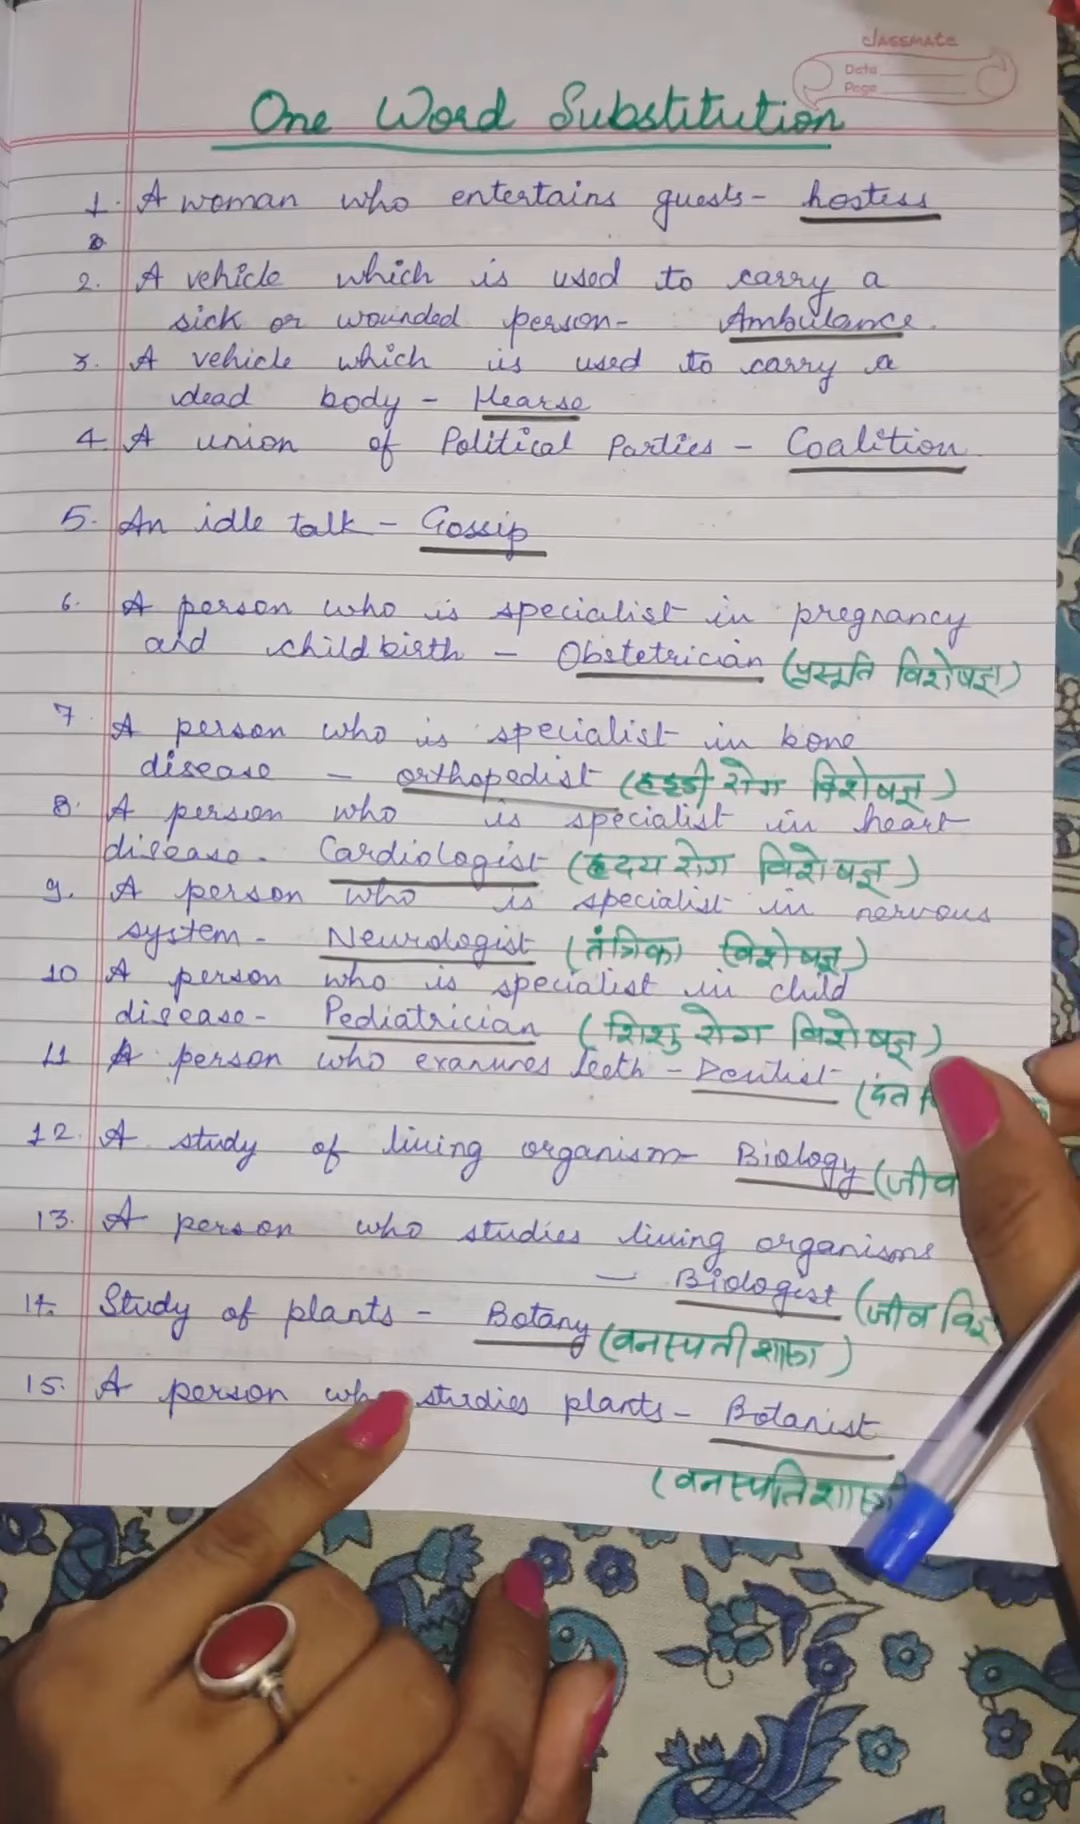 classmate
Date
Page
One Word Substitution
1. A woman who entertains guests- hostess
2. A vehicle which is used to carry a
sick or wounded person- Ambulance.
3. A vehicle which is used to carry a
dead body - Hearse
4. A union of Political Parties - Coalition
5. An idle talk - Gossip
6. A person who is specialist in pregnancy
and childbirth - Obstetrician (प्रसूति विशेषज्ञ)
7. A person who is specialist in bone
disease - orthopedist (हड्डी रोग विशेषज्ञ)
8. A person who is specialist in heart
disease - Cardiologist (हृदय रोग विशेषज्ञ)
9. A person who is specialist in nervous
system - Neurologist (तंत्रिका विशेषज्ञ)
10 A person who is specialist in child
disease - Pediatrician (शिशु रोग विशेषज्ञ)
11 A person who examines teeth - Dentist (दंत
12. A study of living organism- Biology (जीव
13. A person who studies living organisms
- Biologist (जीव
14. Study of plants - Botany (वनस्पती शास्त्र)
15. A person who studies plants - Botanist
(वनस्पति